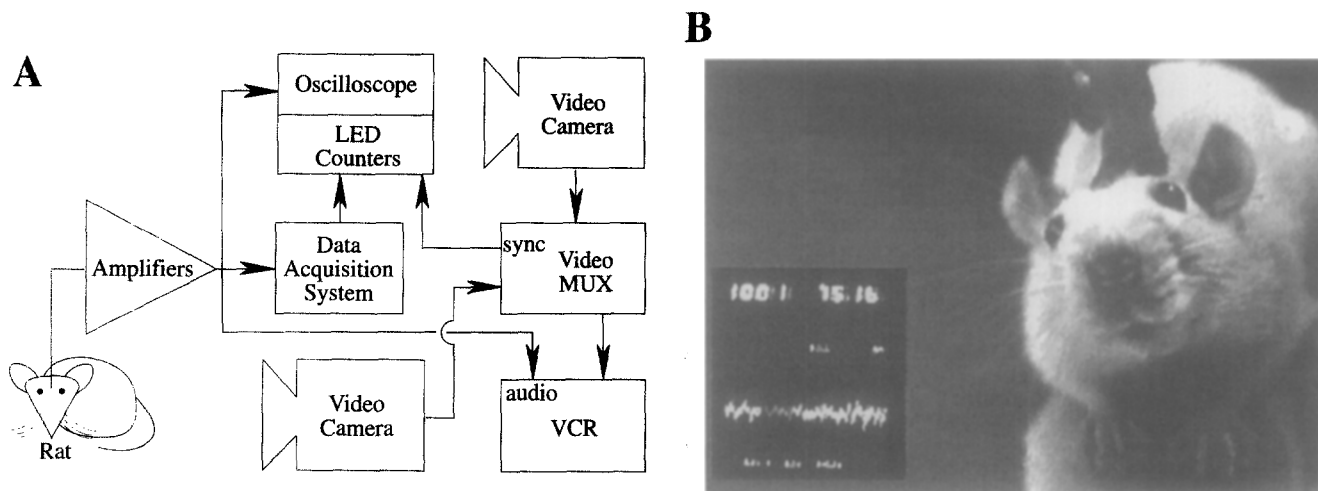 A
B
Oscilloscope
LED
Counters
Video
Camera
Amplifiers
Data
Acquisition
System
sync
Video
MUX
Video
Camera
audio
VCR
Rat